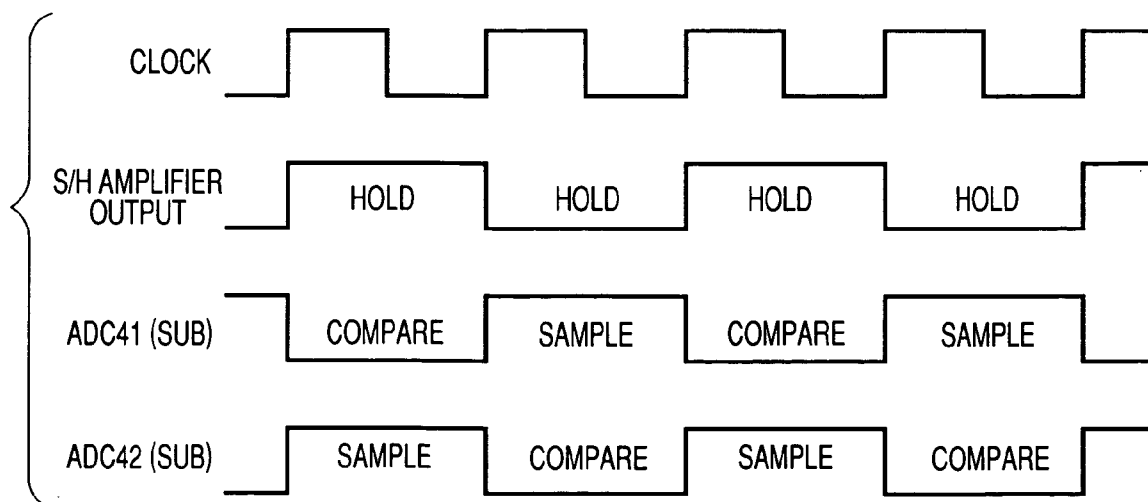 CLOCK
S/H AMPLIFIER
OUTPUT
HOLD HOLD HOLD HOLD
ADC41 (SUB) COMPARE SAMPLE COMPARE SAMPLE
ADC42 (SUB) SAMPLE COMPARE SAMPLE COMPARE